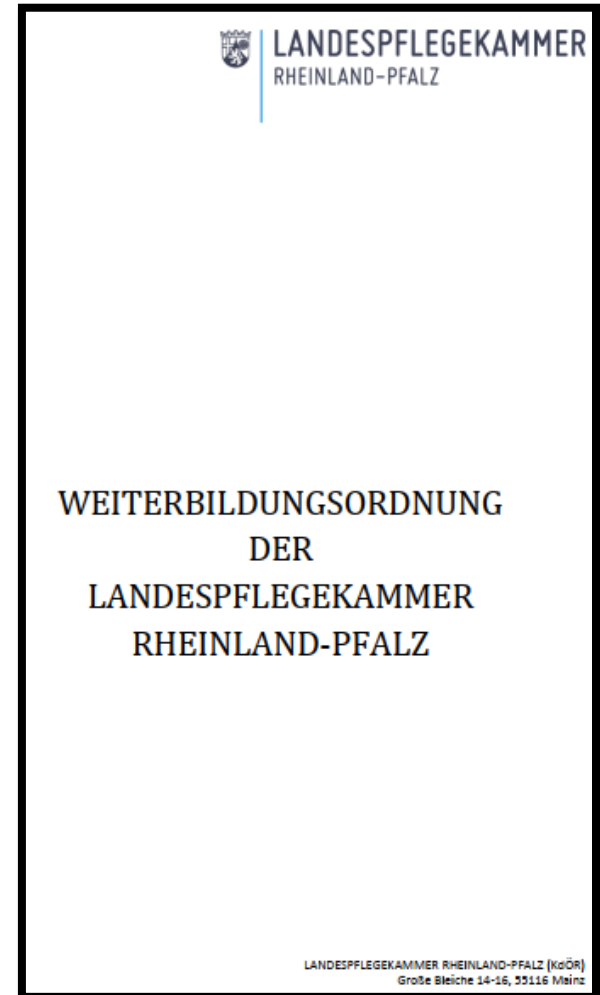 LANDESPFLEGEKAMMER
RHEINLAND-PFALZ
WEITERBILDUNGSORDNUNG
DER
LANDESPFLEGEKAMMER
RHEINLAND-PFALZ
LANDESPFLEGEKAMMER RHEINLAND-PFALZ (KdÖR)
Große Bleiche 14-16, 55116 Mainz